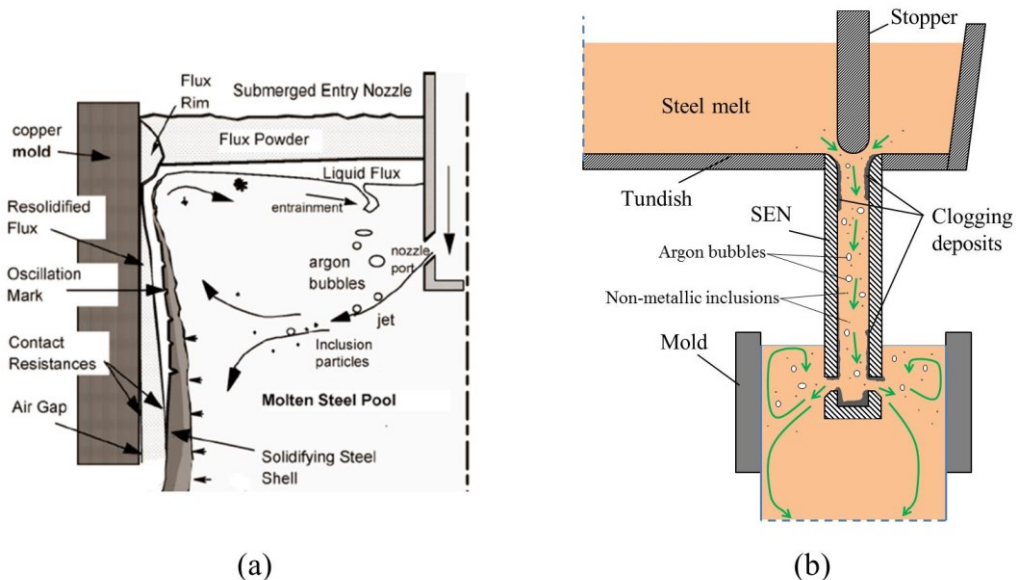 Flux
Rim
Submerged Entry Nozzle
copper
mold
Flux Powder
Liquid Flux
Resolidified
Flux
entrainment
nozzle
port
Oscillation
Mark
argon
bubbles
jet
Contact
Resistances
Inclusion
particles
Air Gap
Molten Steel Pool
Solidifying Steel
Shell
(a)
Stopper
Steel melt
Tundish
SEN
Clogging
deposits
Argon bubbles
Non-metallic inclusions
Mold
(b)